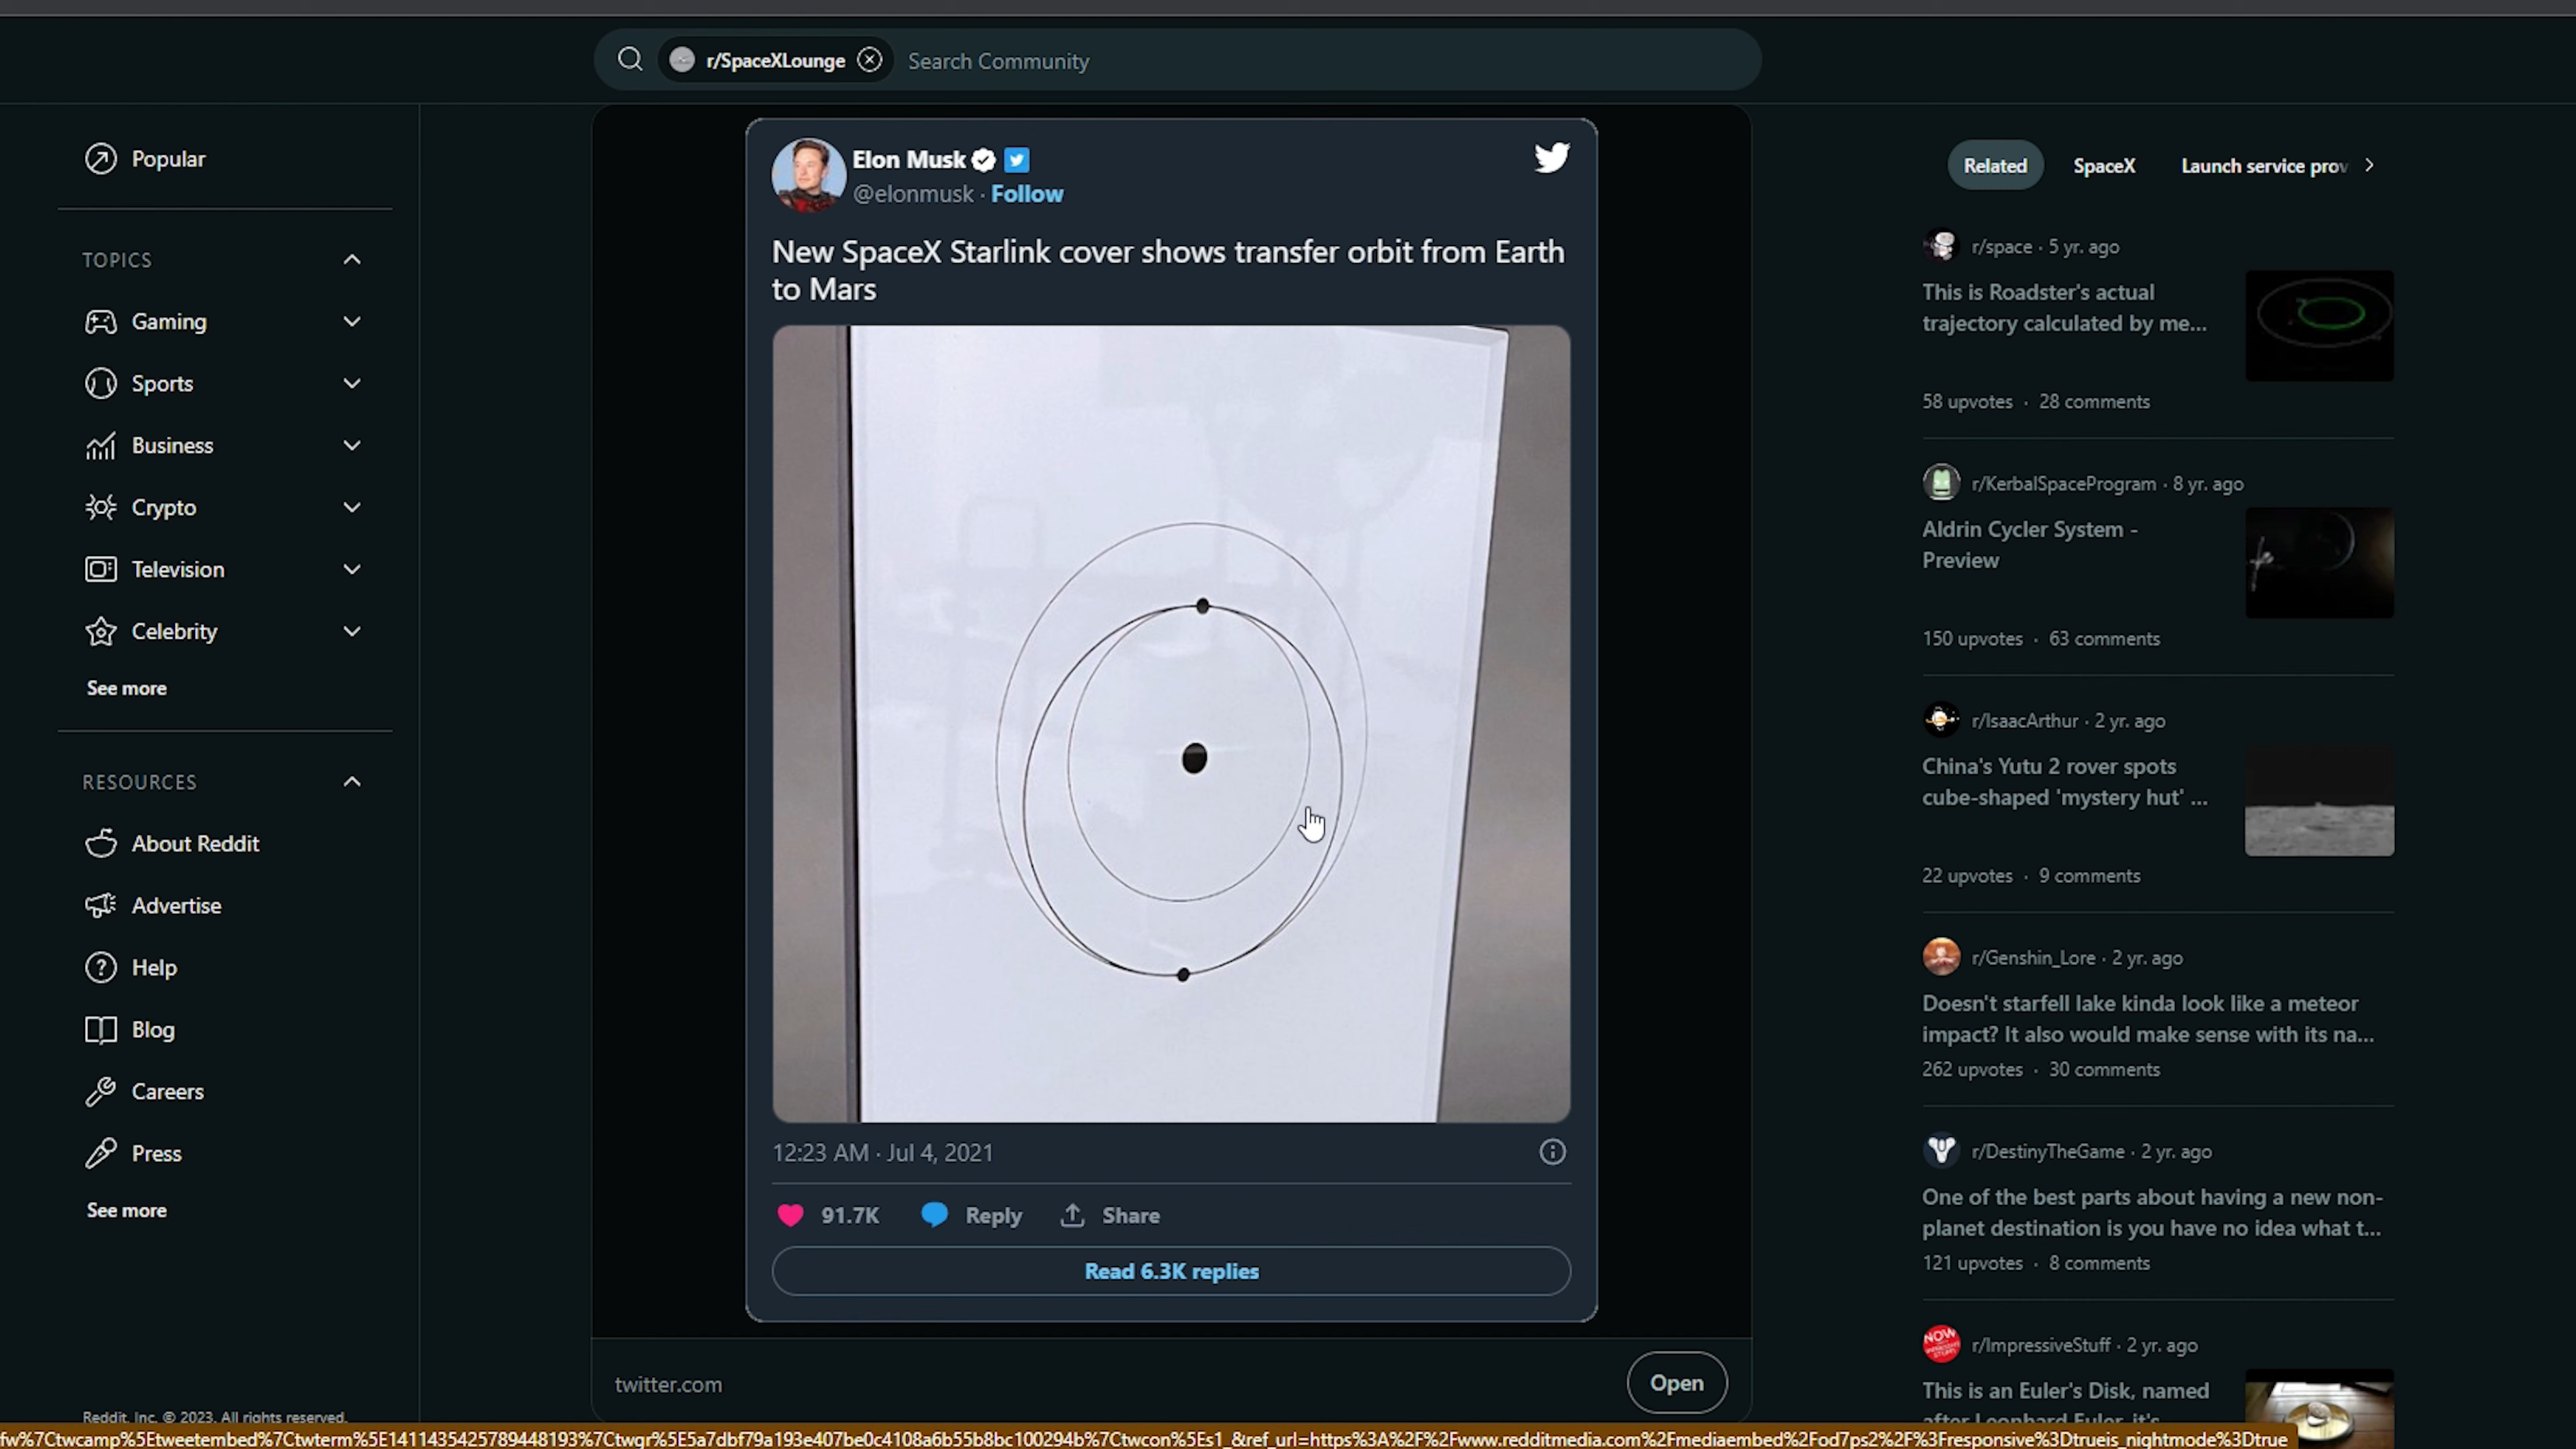 r/SpaceXLounge
Search Community
Popular
TOPICS
Gaming
Sports
Business
Crypto
Television
Celebrity
See more
RESOURCES
About Reddit
Advertise
Help
Blog
Careers
Press
See more
Reddit, Inc. © 2023. All rights reserved.
Elon Musk
@elonmusk · Follow
New SpaceX Starlink cover shows transfer orbit from Earth
to Mars
12:23 AM · Jul 4, 2021
91.7K Reply Share
Read 6.3K replies
twitter.com
Open
Related SpaceX Launch service prov
r/space · 5 yr. ago
This is Roadster's actual
trajectory calculated by me...
58 upvotes · 28 comments
r/KerbalSpaceProgram · 8 yr. ago
Aldrin Cycler System -
Preview
150 upvotes · 63 comments
r/IsaacArthur · 2 yr. ago
China's Yutu 2 rover spots
cube-shaped 'mystery hut' ...
22 upvotes · 9 comments
r/Genshin_Lore · 2 yr. ago
Doesn't starfell lake kinda look like a meteor
impact? It also would make sense with its na...
262 upvotes · 30 comments
r/DestinyTheGame · 2 yr. ago
One of the best parts about having a new non-
planet destination is you have no idea what t...
121 upvotes · 8 comments
NOW
r/ImpressiveStuff · 2 yr. ago
This is an Euler's Disk, named
after Leonhard Euler, it's
fw%7Ctwcamp%5Etweetembed%7Ctwterm%5E1411435425789448193%7Ctwgr%5E5a7dbf79a193e407be0c4108a6b55b8bc100294b%7Ctwcon%5Es1_&ref_url=https%3A%2F%2Fwww.redditmedia.com%2Fmediaembed%2Fod7ps2%2F%3Fresponsive%3Dtrueis_nightmode%3Dtrue